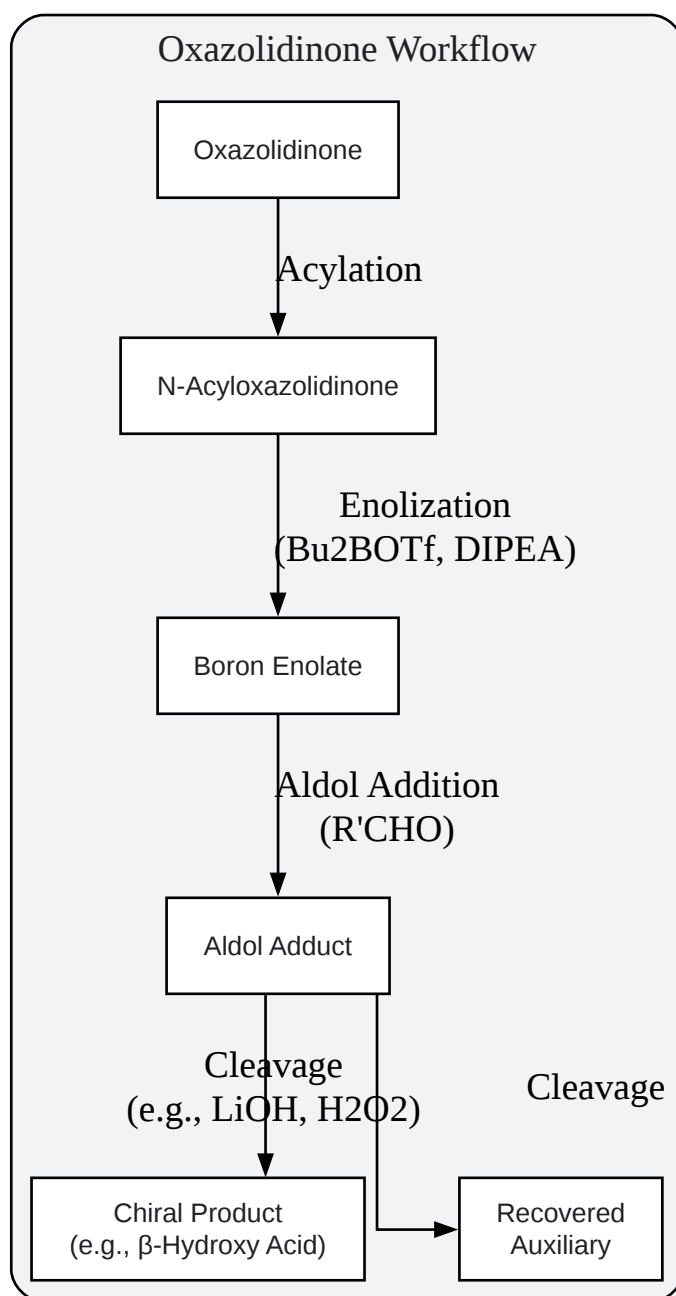 Oxazolidinone Workflow
Oxazolidinone
Acylation
N-Acyloxazolidinone
Enolization
(Bu2BOTf, DIPEA)
Boron Enolate
Aldol Addition
(R'CHO)
Aldol Adduct
Cleavage
(e.g., LiOH, H2O2)
Cleavage
Chiral Product
(e.g., β-Hydroxy Acid)
Recovered
Auxiliary